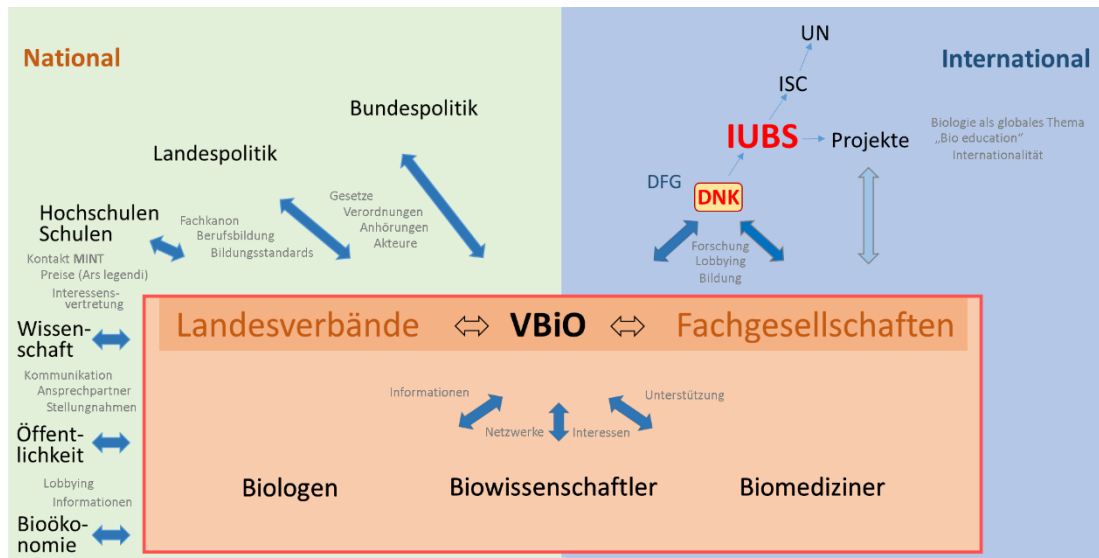 National
Bundespolitik
Landespolitik
Hochschulen
Schulen
Fachkanon
Berufsbildung
Bildungsstandards
Gesetze
Verordnungen
Anhörungen
Akteure
Kontakt MINT
Preise (Ars legendi)
Interessens-
vertretung
Wissen-
schaft
Kommunikation
Ansprechpartner
Stellungnahmen
Öffent-
lichkeit
Lobbying
Informationen
Bioöko-
nomie
International
UN
ISC
IUBS
Projekte
Biologie als globales Thema
„Bio education“
Internationalität
DFG
DNK
Forschung
Lobbying
Bildung
Landesverbände
VBiO
Fachgesellschaften
Informationen
Unterstützung
Netzwerke
Interessen
Biologen
Biowissenschaftler
Biomediziner